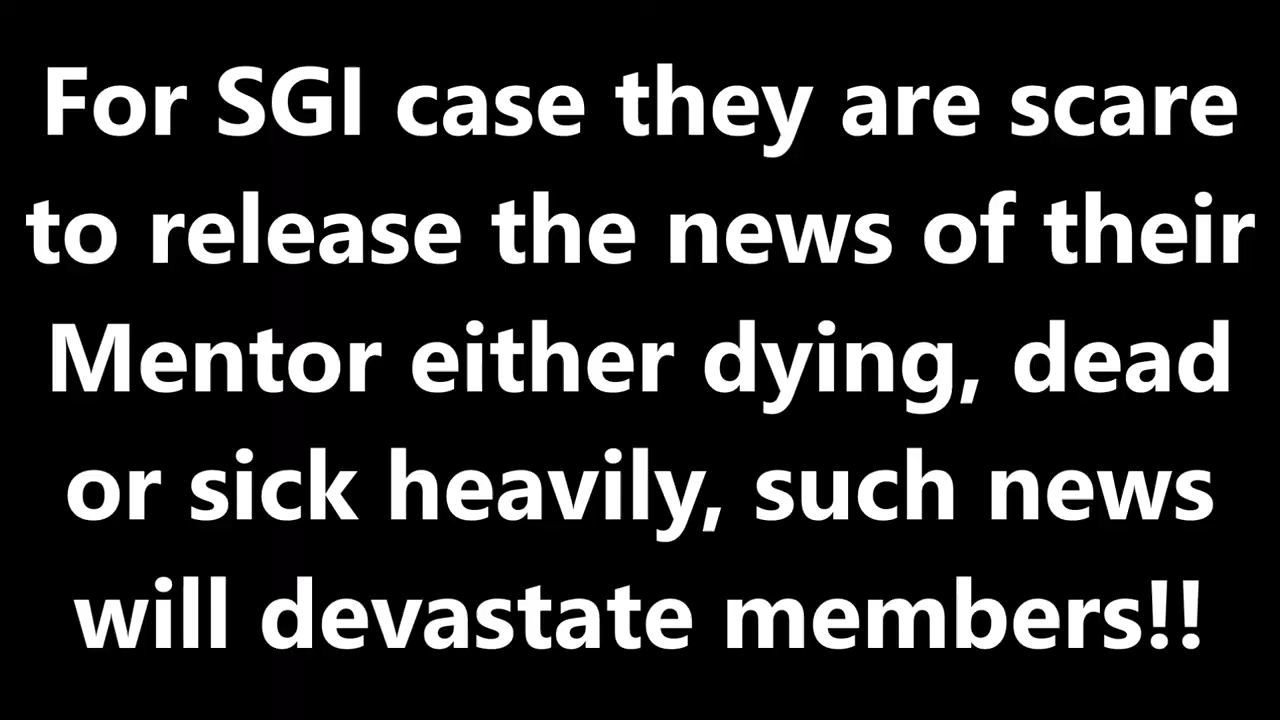 For SGI case they are scare
to release the news of their
Mentor either dying, dead
or sick heavily, such news
will devastate members!!